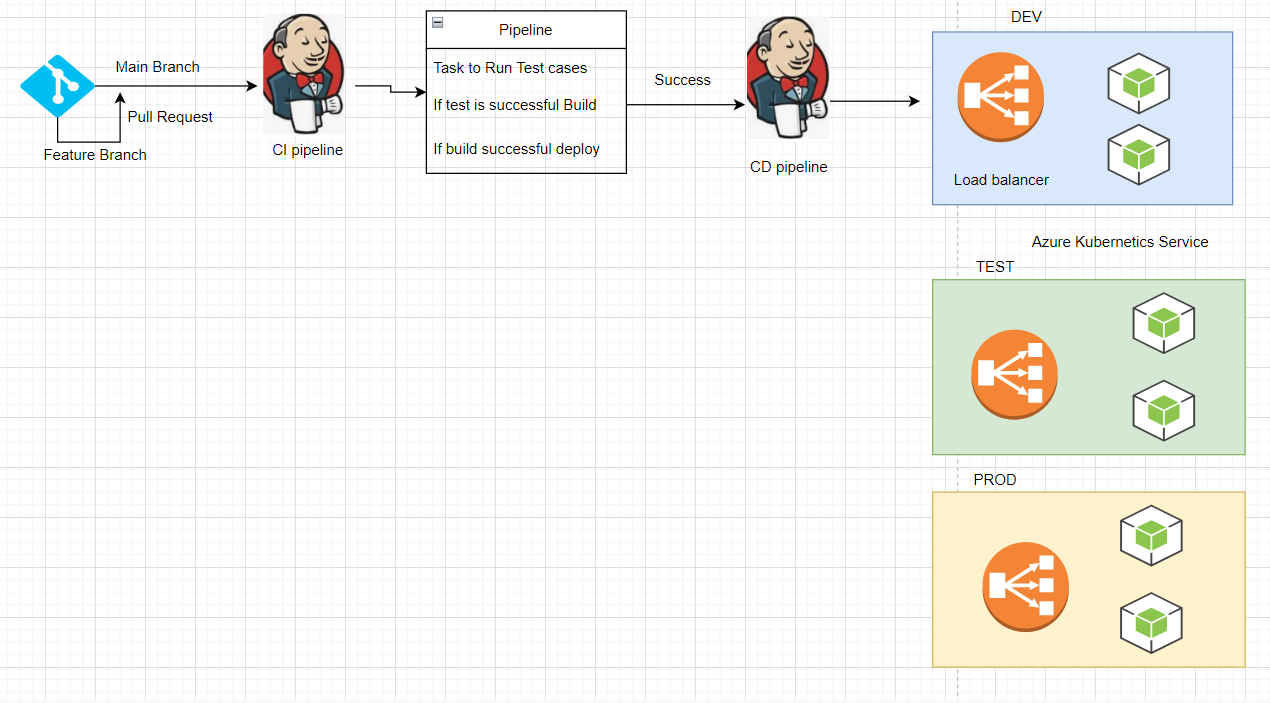 Main Branch
Pull Request
Feature Branch
CI pipeline
Pipeline
Task to Run Test cases
If test is successful Build
If build successful deploy
Success
CD pipeline
DEV
Load balancer
Azure Kubernetics Service
TEST
PROD